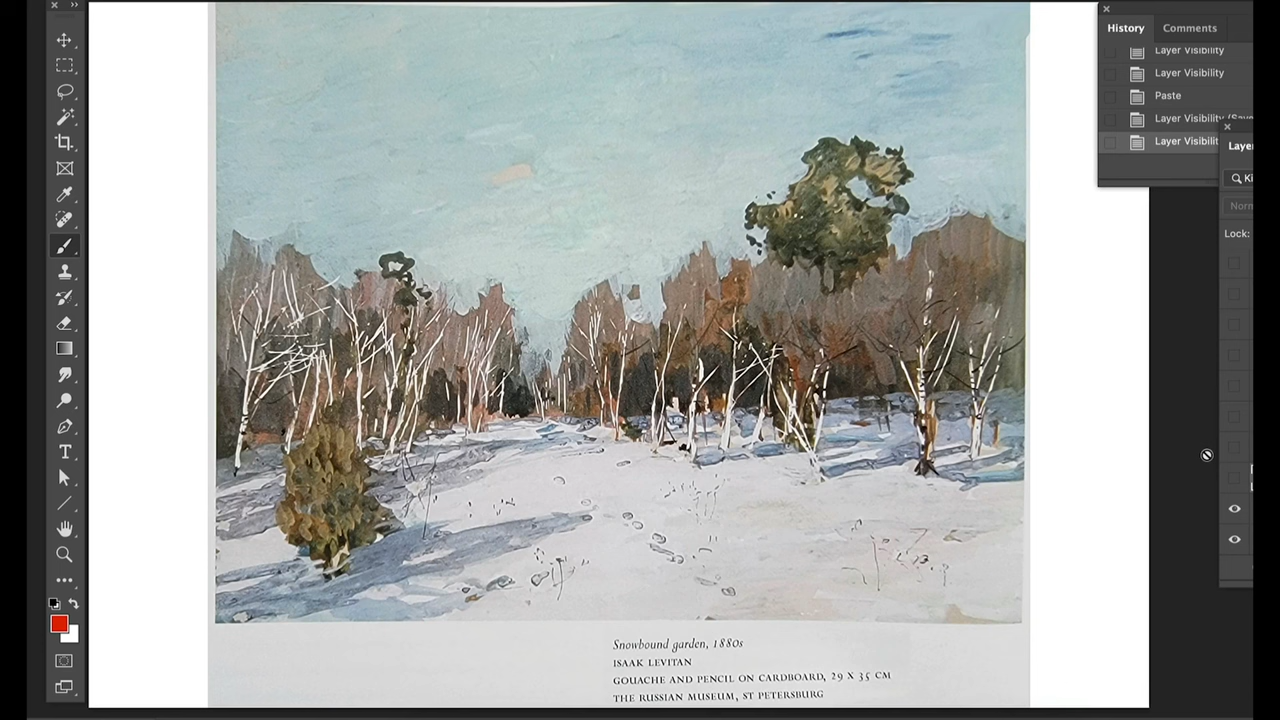 History Comments
Layer Visibility
Layer Visibility
Paste
Layer Visibility
Layer
Lock:
Snowbound garden, 1880s
ISAAK LEVITAN
GOUACHE AND PENCIL ON CARDBOARD, 29 X 35 CM
THE RUSSIAN MUSEUM, ST PETERSBURG